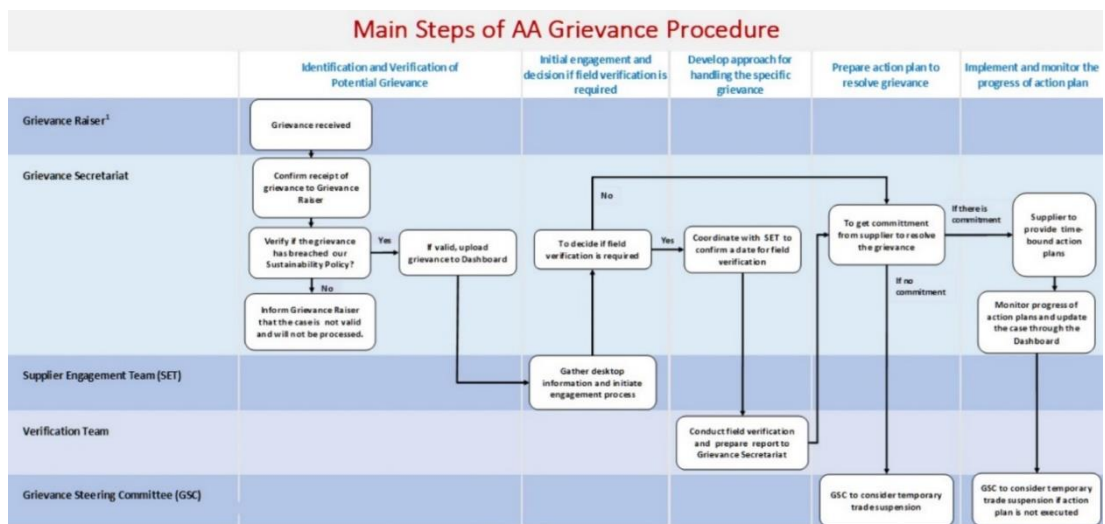 Main Steps of AA Grievance Procedure
Identification and Verification of
Potential Grievance
Initial engagement and
decision if field verification is
required
Develop approach for
handling the specific
grievance
Prepare action plan to
resolve grievance
Implement and monitor the
progress of action plan
Grievance Raiser¹
Grievance received
Grievance Secretariat
Confirm receipt of
grievance to Grievance
Raiser
Verify if the grievance
has breached our
Sustainability Policy?
Yes
No
If valid, upload
grievance to Dashboard
Inform Grievance Raiser
that the case is not valid
and will not be processed.
No
To decide if field
verification is required
Yes
Coordinate with SET to
confirm a date for field
verification
To get committment
from supplier to resolve
the grievance
If there is
commitment
If no
commitment
Supplier to
provide time-
bound action
plans
Monitor progress of
action plans and update
the case through the
Dashboard
Supplier Engagement Team (SET)
Gather desktop
information and initiate
engagement process
Verification Team
Conduct field verification
and prepare report to
Grievance Secretariat
Grievance Steering Committee (GSC)
GSC to consider temporary
trade suspension
GSC to consider temporary
trade suspension if action
plan is not executed